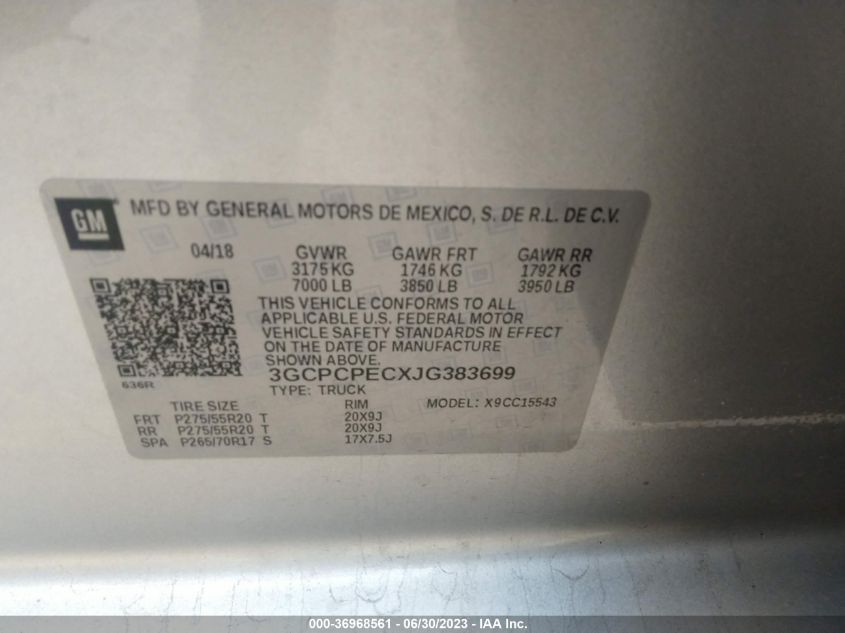 GM
MFD BY GENERAL MOTORS DE MEXICO, S. DE R.L. DE C.V.
04/18 GVWR GAWR FRT GAWR RR
3175 KG 1746 KG 1792 KG
7000 LB 3850 LB 3950 LB
THIS VEHICLE CONFORMS TO ALL
APPLICABLE U.S. FEDERAL MOTOR
VEHICLE SAFETY STANDARDS IN EFFECT
ON THE DATE OF MANUFACTURE
SHOWN ABOVE.
636R
3GCPCPECXJG383699
TYPE: TRUCK
TIRE SIZE RIM MODEL: X9CC15543
FRT P275/55R20 T 20X9J
RR P275/55R20 T 20X9J
SPA P265/70R17 S 17X7.5J
000-36968561 - 06/30/2023 - IAA Inc.